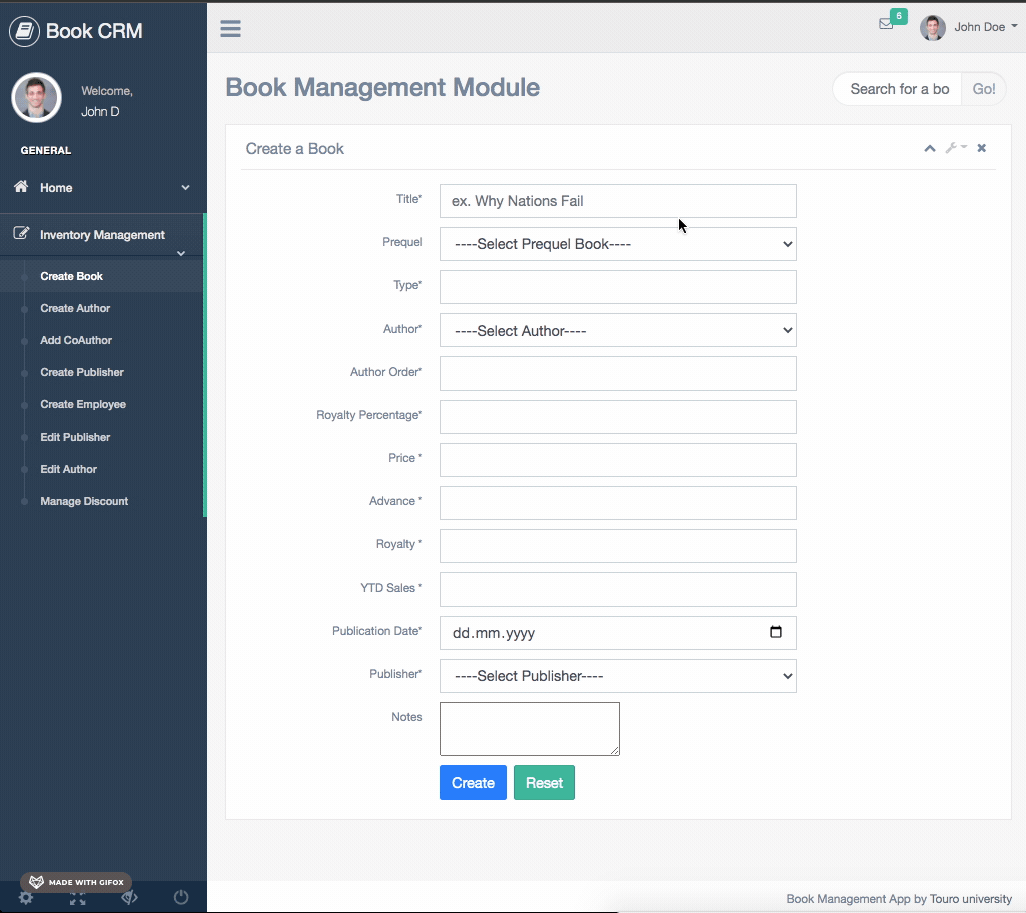 Book CRM
6
John Doe
Welcome,
John D
GENERAL
Home
Inventory Management
Create Book
Create Author
Add CoAuthor
Create Publisher
Create Employee
Edit Publisher
Edit Author
Manage Discount
Book Management Module
Search for a bo
Go!
Create a Book
Title*
ex. Why Nations Fail
Prequel
----Select Prequel Book----
Type*
Author*
----Select Author----
Author Order*
Royalty Percentage*
Price *
Advance *
Royalty *
YTD Sales *
Publication Date*
dd.mm.yyyy
Publisher*
----Select Publisher----
Notes
Create
Reset
MADE WITH GIFOX
Book Management App by Touro university